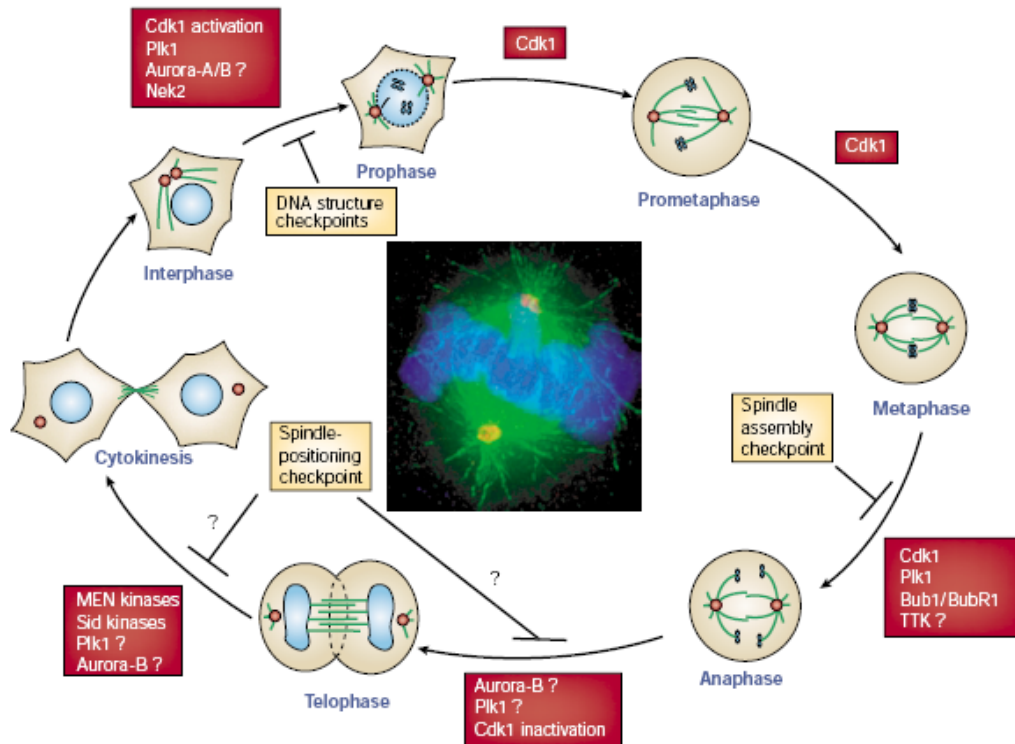 Cdk1 activation
Plk1
Aurora-A/B ?
Nek2
Cdk1
Prophase
Prometaphase
Cdk1
DNA structure
checkpoints
Interphase
Metaphase
Spindle
assembly
checkpoint
Cytokinesis
Spindle-
positioning
checkpoint
?
?
Cdk1
Plk1
Bub1/BubR1
TTK ?
MEN kinases
Sid kinases
Plk1 ?
Aurora-B ?
Telophase
Anaphase
Aurora-B ?
Plk1 ?
Cdk1 inactivation